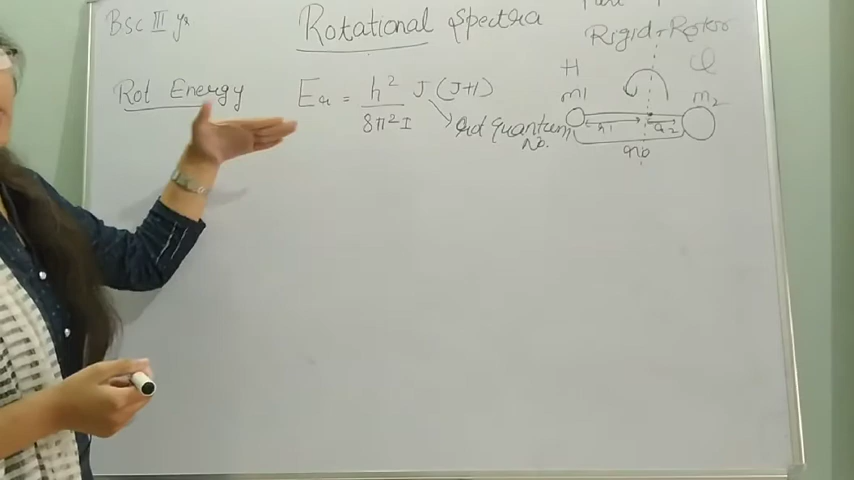 BSC III yr
Rotational Spectra
Rigid-Rotor
H Cl
m1 m2
Rot Energy
Er = h² / 8π²I J (J+1)
rot quantum No.
r1 r2
r0